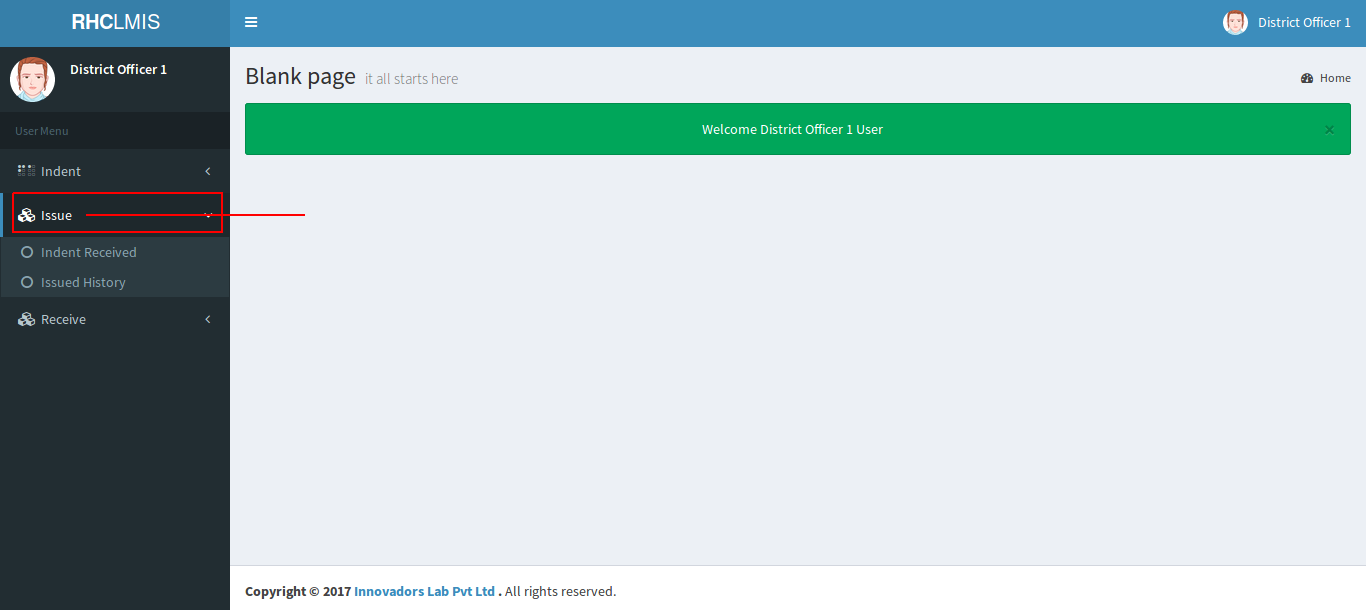 RHCLMIS
District Officer 1
District Officer 1
User Menu
Indent
Issue
Indent Received
Issued History
Receive
Blank page it all starts here
Home
Welcome District Officer 1 User
×
Copyright © 2017 Innovadors Lab Pvt Ltd . All rights reserved.